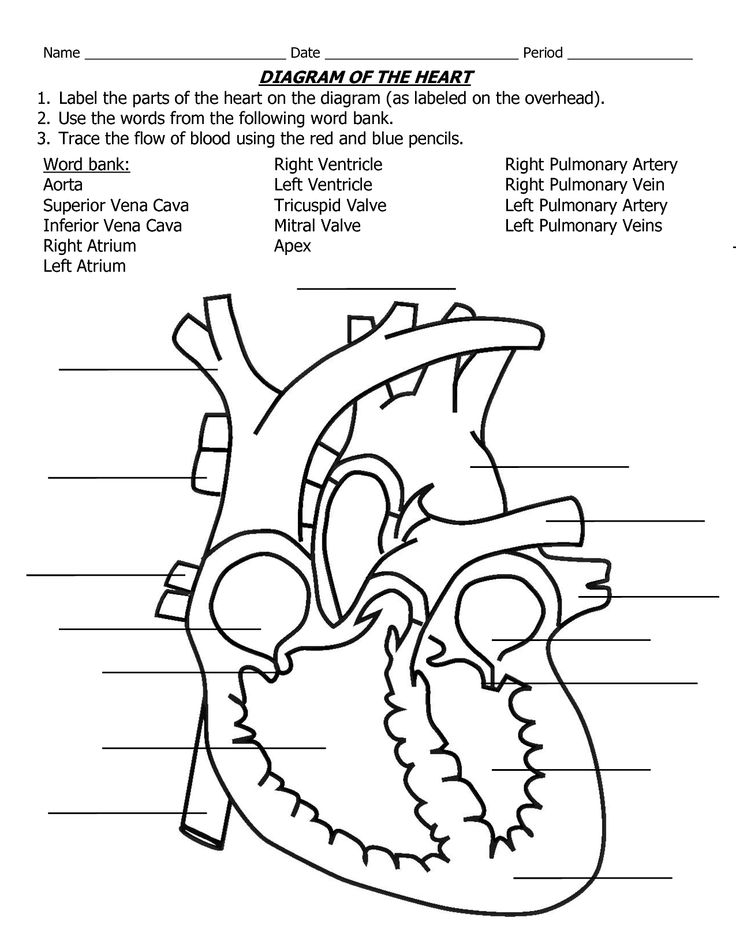 Name ________________________ Date ________________________ Period ________________
DIAGRAM OF THE HEART
1. Label the parts of the heart on the diagram (as labeled on the overhead).
2. Use the words from the following word bank.
3. Trace the flow of blood using the red and blue pencils.
Word bank:
Aorta
Superior Vena Cava
Inferior Vena Cava
Right Atrium
Left Atrium
Right Ventricle
Left Ventricle
Tricuspid Valve
Mitral Valve
Apex
Right Pulmonary Artery
Right Pulmonary Vein
Left Pulmonary Artery
Left Pulmonary Veins